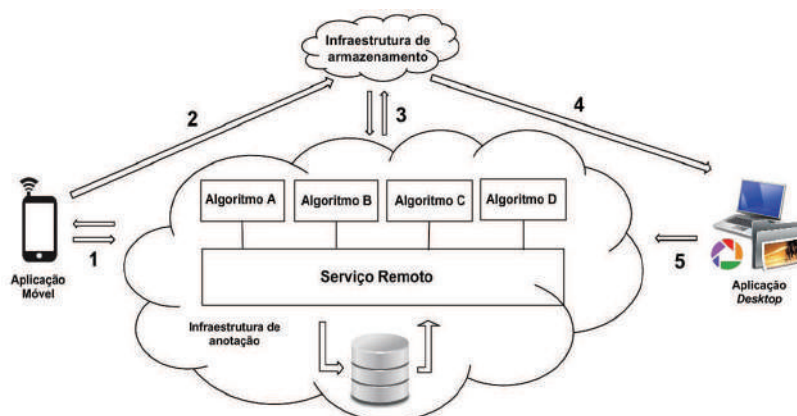 Infraestrutura de
armazenamento
2
3
4
Algoritmo A
Algoritmo B
Algoritmo C
Algoritmo D
1
5
Serviço Remoto
Aplicação
Móvel
Aplicação
Desktop
Infraestrutura de
anotação